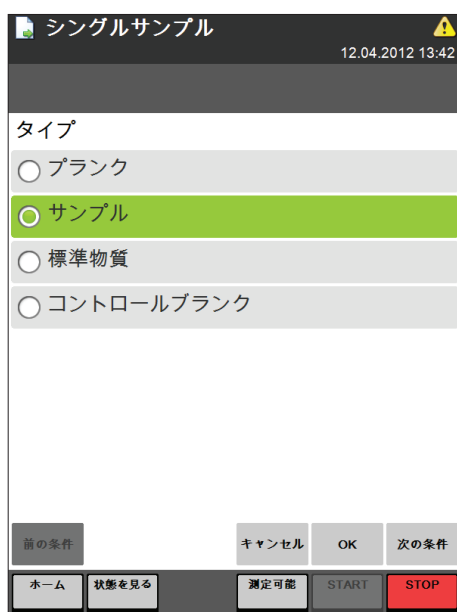 シングルサンプル
12.04.2012 13:42
タイプ
プランク
サンプル
標準物質
コントロールブランク
前の条件 キャンセル OK 次の条件
ホーム 状態を見る 測定可能 START STOP